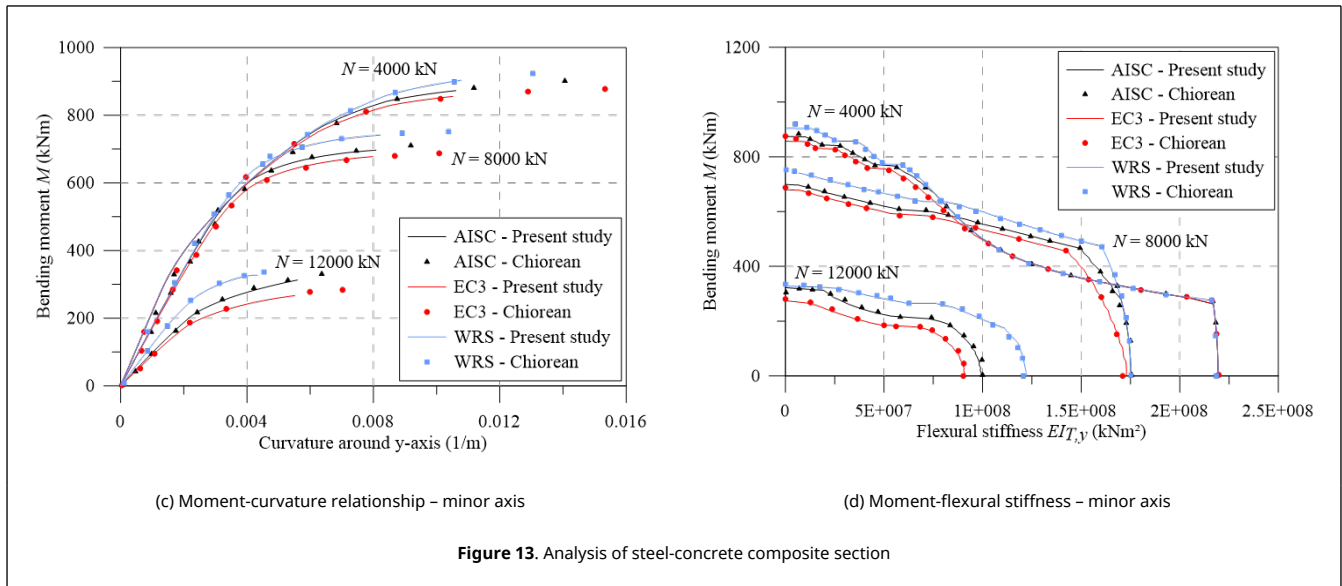 1000
800
600
400
200
0
Bending moment M (kNm)
N = 4000 kN
N = 8000 kN
N = 12000 kN
AISC - Present study
AISC - Chiorean
EC3 - Present study
EC3 - Chiorean
WRS - Present study
WRS - Chiorean
0 0.004 0.008 0.012 0.016
Curvature around y-axis (1/m)
(c) Moment-curvature relationship – minor axis
1200
800
400
0
Bending moment M (kNm)
N = 4000 kN
N = 8000 kN
N = 12000 kN
AISC - Present study
AISC - Chiorean
EC3 - Present study
EC3 - Chiorean
WRS - Present study
WRS - Chiorean
0 5E+007 1E+008 1.5E+008 2E+008 2.5E+008
Flexural stiffness EI_T,y (kNm²)
(d) Moment-flexural stiffness – minor axis
Figure 13. Analysis of steel-concrete composite section